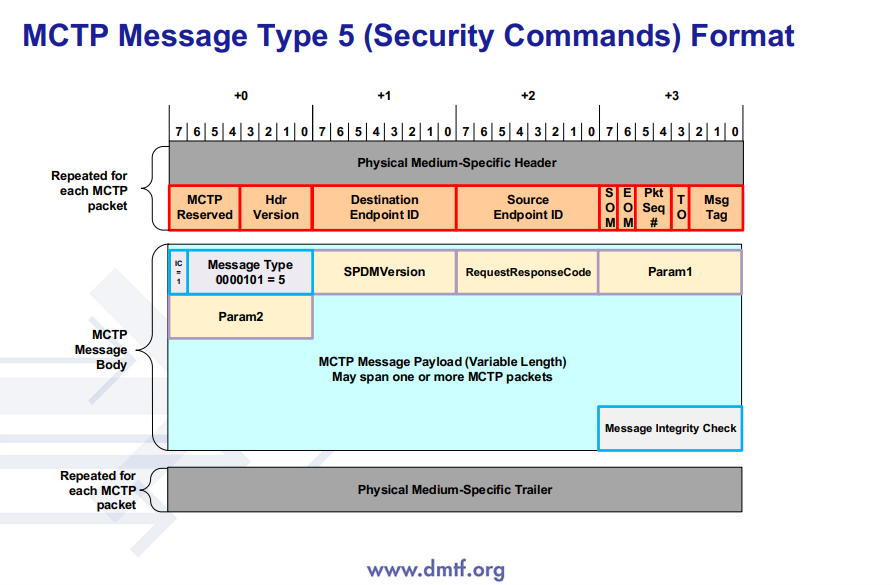 MCTP Message Type 5 (Security Commands) Format
+0 +1 +2 +3
7 6 5 4 3 2 1 0 7 6 5 4 3 2 1 0 7 6 5 4 3 2 1 0 7 6 5 4 3 2 1 0
Repeated for
each MCTP
packet
Physical Medium-Specific Header
MCTP
Reserved
Hdr
Version
Destination
Endpoint ID
Source
Endpoint ID
S
O
M
E
O
M
Pkt
Seq
#
T
O
Msg
Tag
MCTP
Message
Body
IC
=
1
Message Type
0000101 = 5
SPDMVersion
RequestResponseCode
Param1
Param2
MCTP Message Payload (Variable Length)
May span one or more MCTP packets
Message Integrity Check
Repeated for
each MCTP
packet
Physical Medium-Specific Trailer
www.dmtf.org